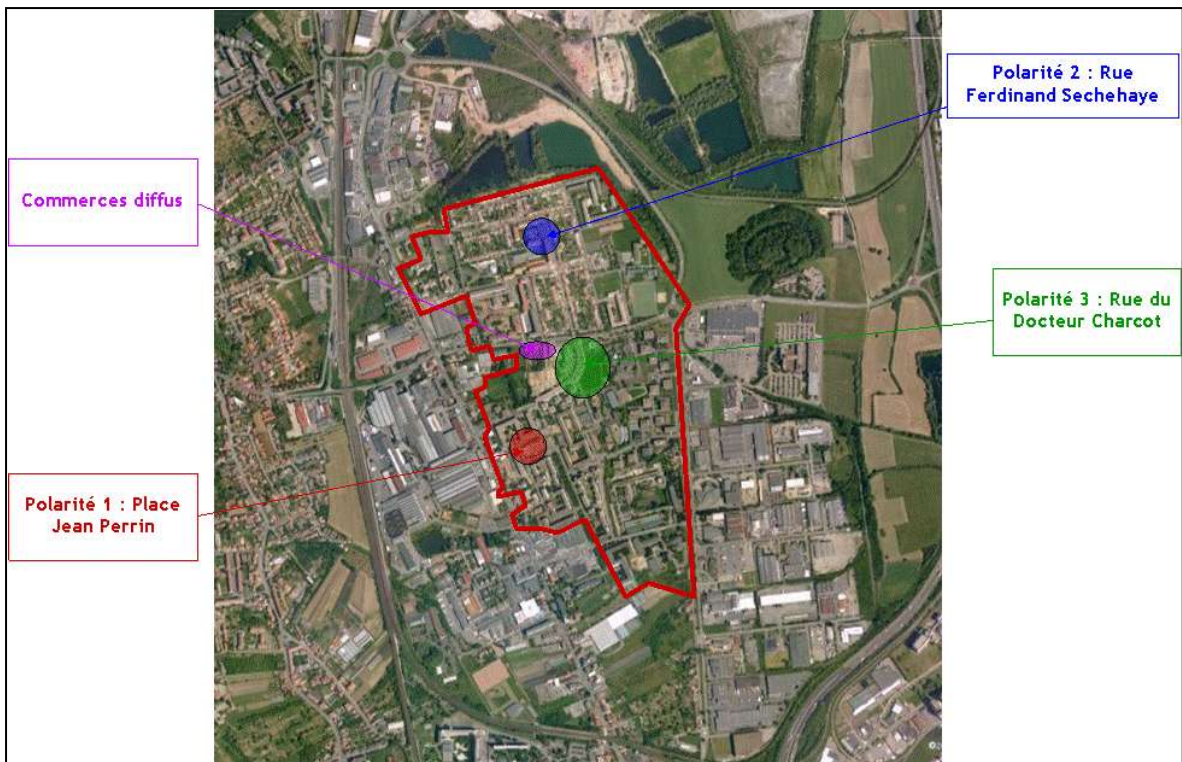 Polarité 2 : Rue
Ferdinand Sechehaye
Commerces diffus
Polarité 3 : Rue du
Docteur Charcot
Polarité 1 : Place
Jean Perrin